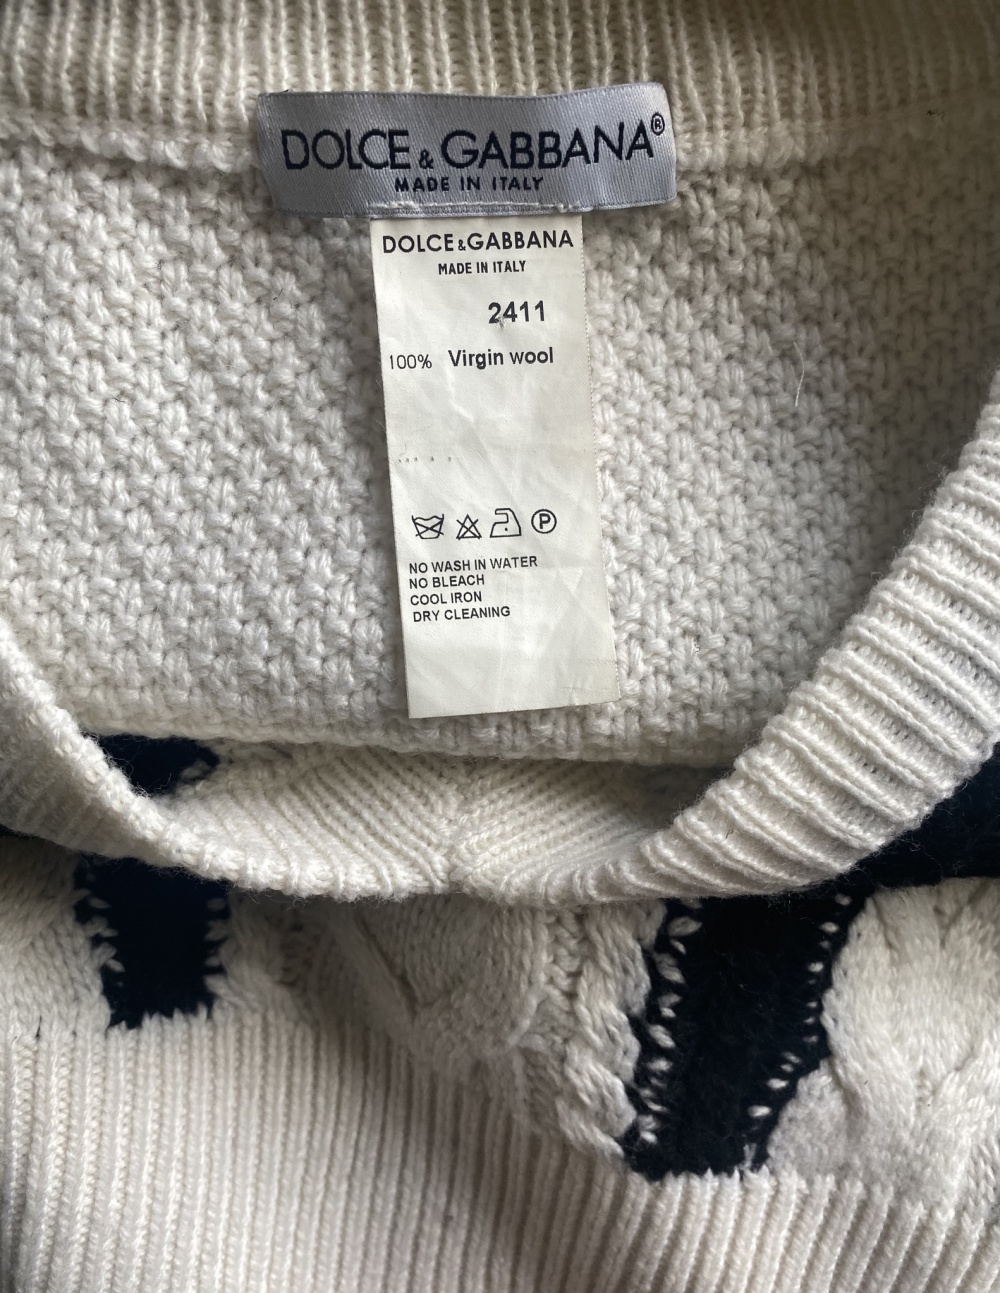 DOLCE & GABBANA®
MADE IN ITALY
DOLCE & GABBANA
MADE IN ITALY
2411
100% Virgin wool
P
NO WASH IN WATER
NO BLEACH
COOL IRON
DRY CLEANING